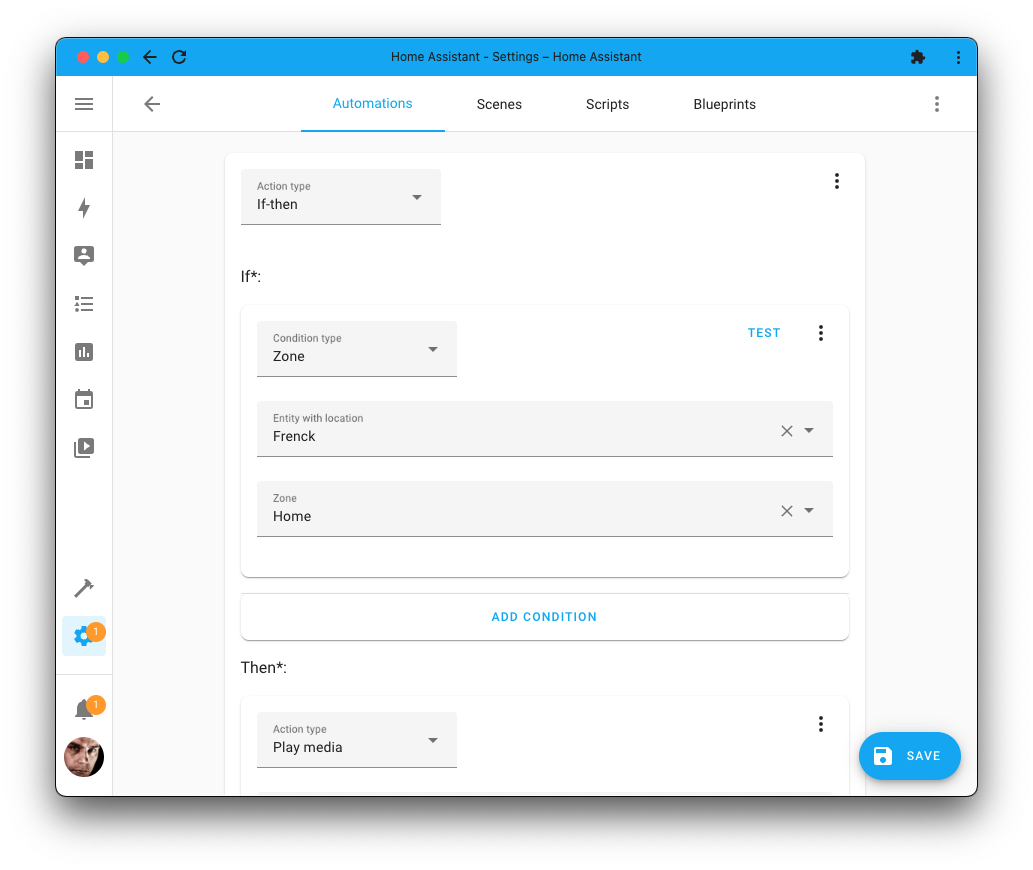 Home Assistant - Settings – Home Assistant
Automations
Scenes
Scripts
Blueprints
Action type
If-then
If*:
Condition type
Zone
TEST
Entity with location
Frenck
Zone
Home
ADD CONDITION
Then*:
Action type
Play media
1
1
SAVE